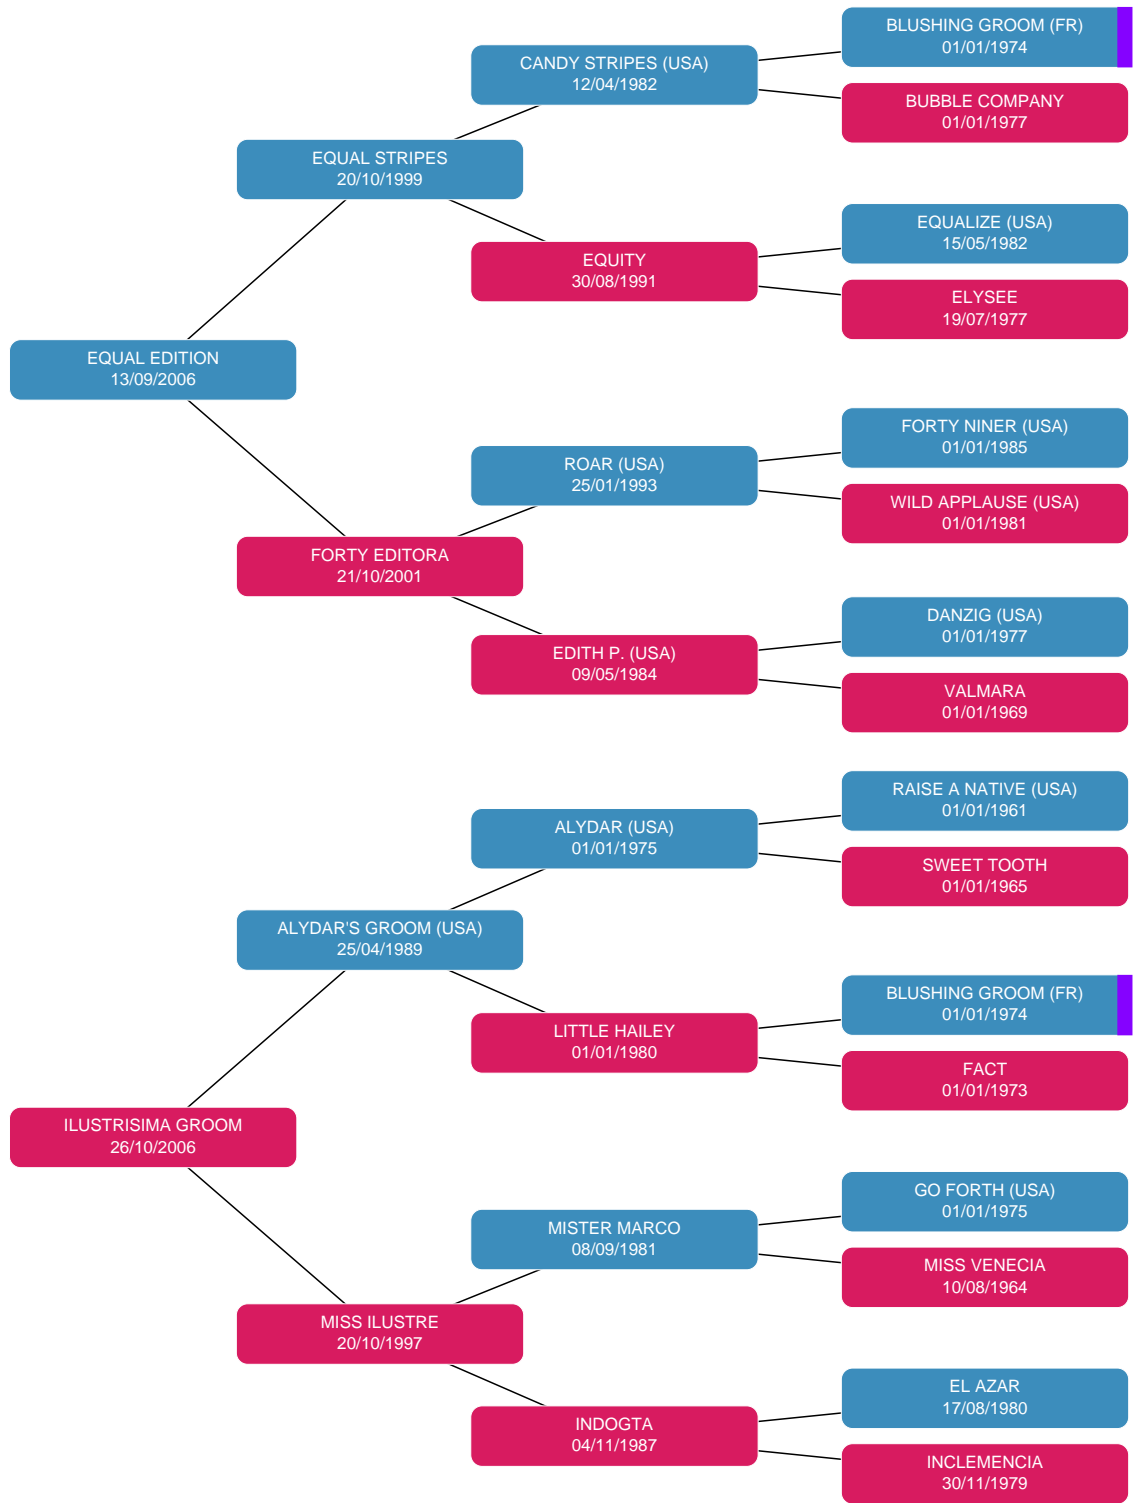 BLUSHING GROOM (FR)
01/01/1974
CANDY STRIPES (USA)
12/04/1982
BUBBLE COMPANY
01/01/1977
EQUAL STRIPES
20/10/1999
EQUALIZE (USA)
15/05/1982
EQUITY
30/08/1991
ELYSEE
19/07/1977
EQUAL EDITION
13/09/2006
FORTY NINER (USA)
01/01/1985
ROAR (USA)
25/01/1993
WILD APPLAUSE (USA)
01/01/1981
FORTY EDITORA
21/10/2001
DANZIG (USA)
01/01/1977
EDITH P. (USA)
09/05/1984
VALMARA
01/01/1969
RAISE A NATIVE (USA)
01/01/1961
ALYDAR (USA)
01/01/1975
SWEET TOOTH
01/01/1965
ALYDAR'S GROOM (USA)
25/04/1989
BLUSHING GROOM (FR)
01/01/1974
LITTLE HAILEY
01/01/1980
FACT
01/01/1973
ILUSTRISIMA GROOM
26/10/2006
GO FORTH (USA)
01/01/1975
MISTER MARCO
08/09/1981
MISS VENECIA
10/08/1964
MISS ILUSTRE
20/10/1997
EL AZAR
17/08/1980
INDOGTA
04/11/1987
INCLEMENCIA
30/11/1979